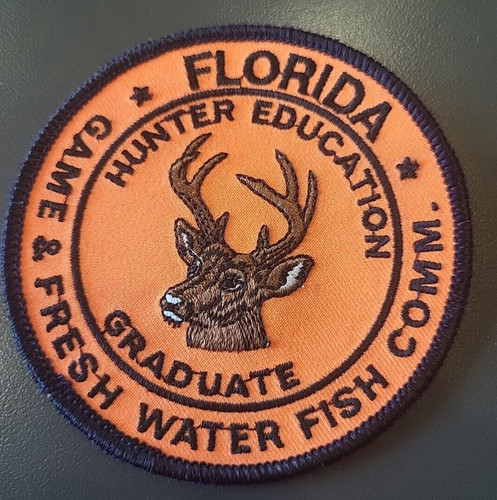 FLORIDA
GAME & FRESH WATER FISH COMM.
HUNTER EDUCATION
GRADUATE